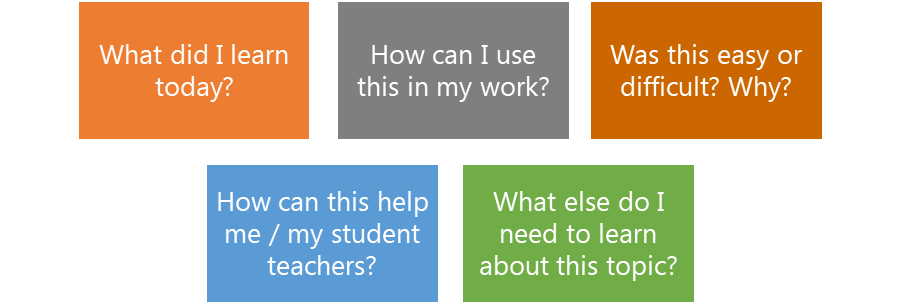 What did I learn
today?
How can I use
this in my work?
Was this easy or
difficult? Why?
How can this help
me / my student
teachers?
What else do I
need to learn
about this topic?